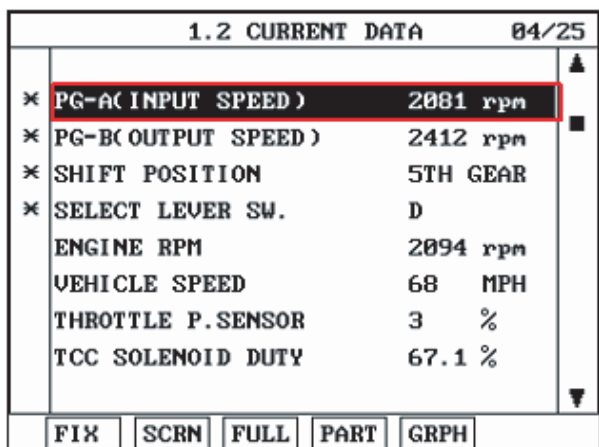 1.2 CURRENT DATA 04/25
* PG-A(INPUT SPEED) 2081 rpm
* PG-B(OUTPUT SPEED) 2412 rpm
* SHIFT POSITION 5TH GEAR
* SELECT LEVER SW. D
ENGINE RPM 2094 rpm
VEHICLE SPEED 68 MPH
THROTTLE P.SENSOR 3 %
TCC SOLENOID DUTY 67.1 %
FIX SCRN FULL PART GRPH